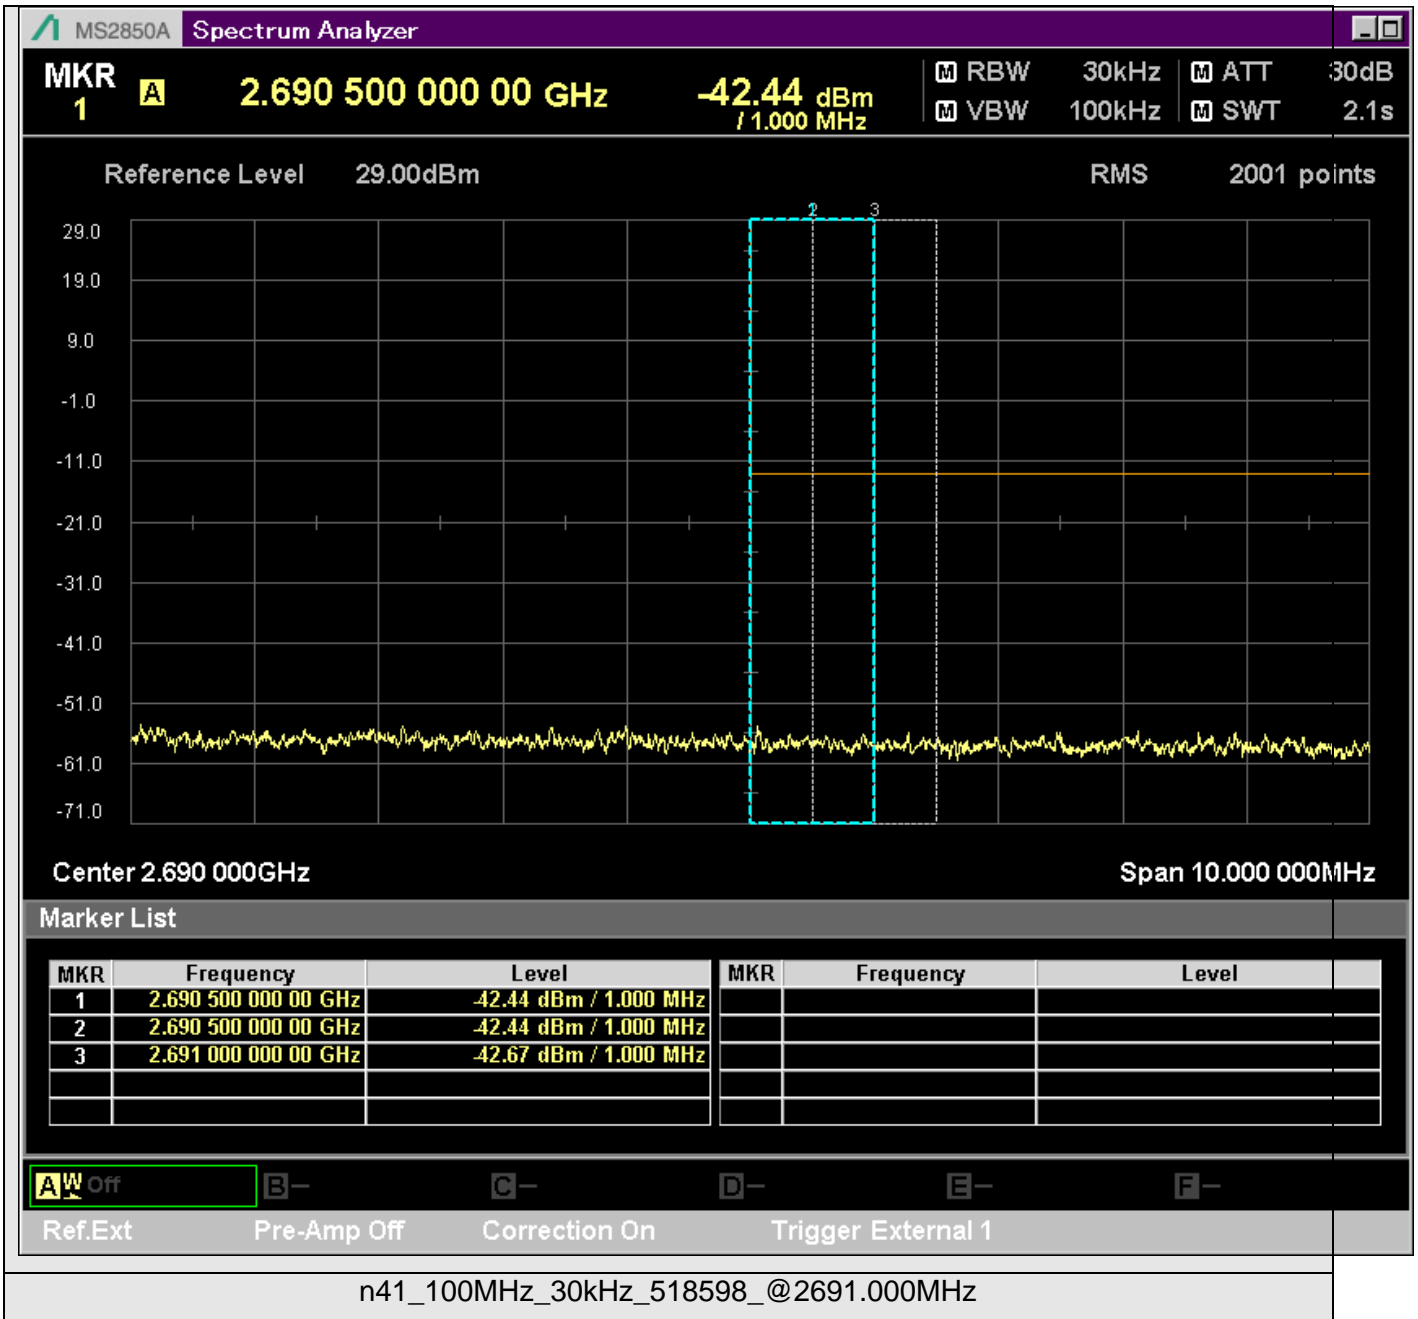 MS2850A Spectrum Analyzer
MKR 1 A 2.690 500 000 00 GHz -42.44 dBm / 1.000 MHz
M RBW 30kHz M ATT 30dB
M VBW 100kHz M SWT 2.1s
Reference Level 29.00dBm RMS 2001 points
2 3
29.0
19.0
9.0
-1.0
-11.0
-21.0
-31.0
-41.0
-51.0
-61.0
-71.0
Center 2.690 000GHz Span 10.000 000MHz
Marker List
MKR Frequency Level MKR Frequency Level
1 2.690 500 000 00 GHz -42.44 dBm / 1.000 MHz
2 2.690 500 000 00 GHz -42.44 dBm / 1.000 MHz
3 2.691 000 000 00 GHz -42.67 dBm / 1.000 MHz
A W Off B C D E F
Ref.Ext Pre-Amp Off Correction On Trigger External 1
n41_100MHz_30kHz_518598_@2691.000MHz